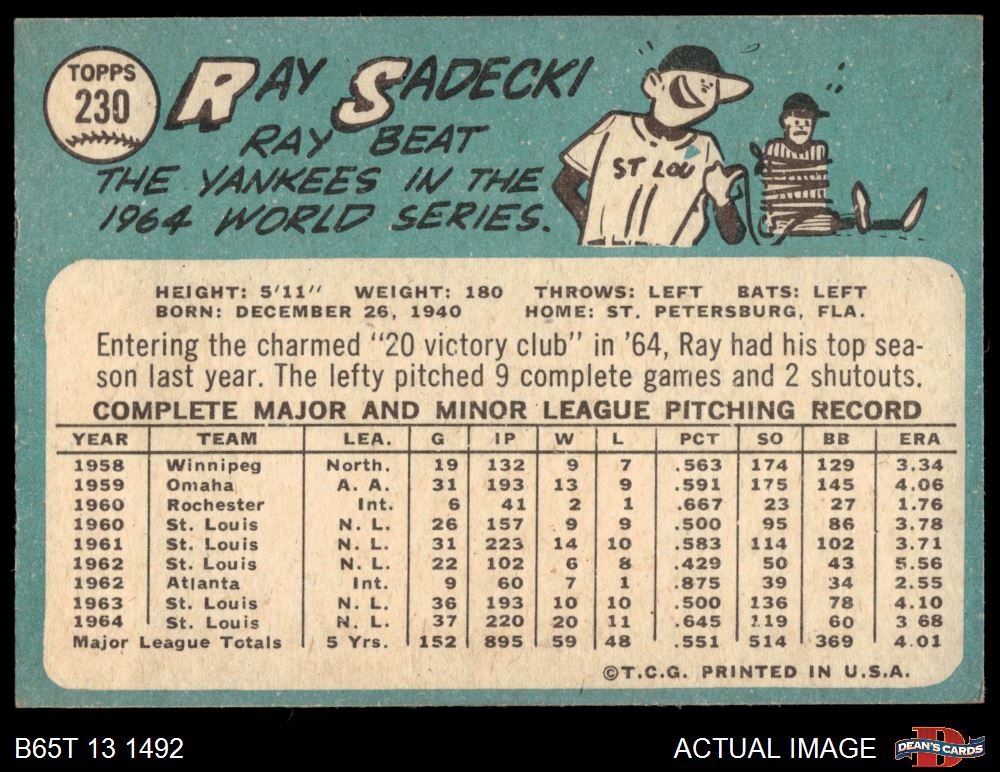 TOPPS
230
RAY SADECKI
RAY BEAT
THE YANKEES IN THE
1964 WORLD SERIES.
ST LOU
HEIGHT: 5'11" WEIGHT: 180 THROWS: LEFT BATS: LEFT
BORN: DECEMBER 26, 1940 HOME: ST. PETERSBURG, FLA.
Entering the charmed "20 victory club" in '64, Ray had his top sea-
son last year. The lefty pitched 9 complete games and 2 shutouts.
COMPLETE MAJOR AND MINOR LEAGUE PITCHING RECORD
YEAR TEAM LEA. G IP W L PCT SO BB ERA
1958 Winnipeg North. 19 132 9 7 .563 174 129 3.34
1959 Omaha A. A. 31 193 13 9 .591 175 145 4.06
1960 Rochester Int. 6 41 2 1 .667 23 27 1.76
1960 St. Louis N. L. 26 157 9 9 .500 95 86 3.78
1961 St. Louis N. L. 31 223 14 10 .583 114 102 3.71
1962 St. Louis N. L. 22 102 6 8 .429 50 43 5.56
1962 Atlanta Int. 9 60 7 1 .875 39 34 2.55
1963 St. Louis N. L. 36 193 10 10 .500 136 78 4.10
1964 St. Louis N. L. 37 220 20 11 .645 119 60 3 68
Major League Totals 5 Yrs. 152 895 59 48 .551 514 369 4.01
©T.C.G. PRINTED IN U.S.A.
B65T 13 1492
ACTUAL IMAGE
DEAN'S CARDS